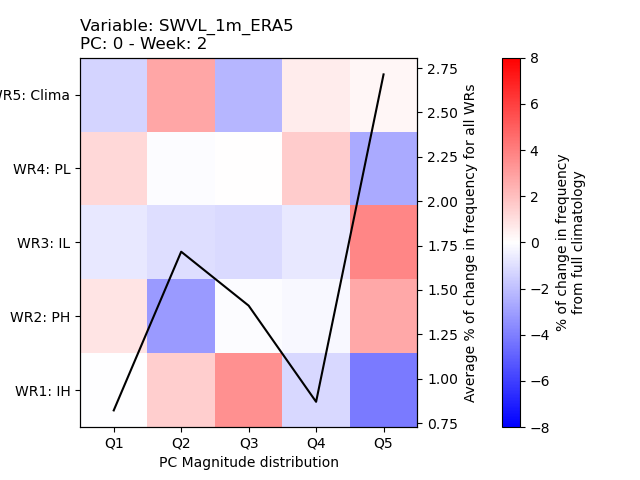 Variable: SWVL_1m_ERA5
PC: 0 - Week: 2
WR5: Clima
WR4: PL
WR3: IL
WR2: PH
WR1: IH
Q1 Q2 Q3 Q4 Q5
PC Magnitude distribution
2.75
2.50
2.25
2.00
1.75
1.50
1.25
1.00
0.75
Average % of change in frequency for all WRs
8
6
4
2
0
−2
−4
−6
−8
% of change in frequency
from full climatology